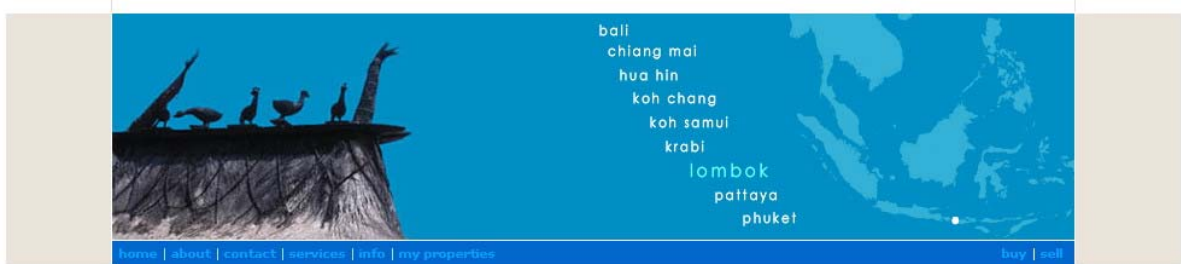 bali
chiang mai
hua hin
koh chang
koh samui
krabi
lombok
pattaya
phuket
home | about | contact | services | info | my properties
buy | sell